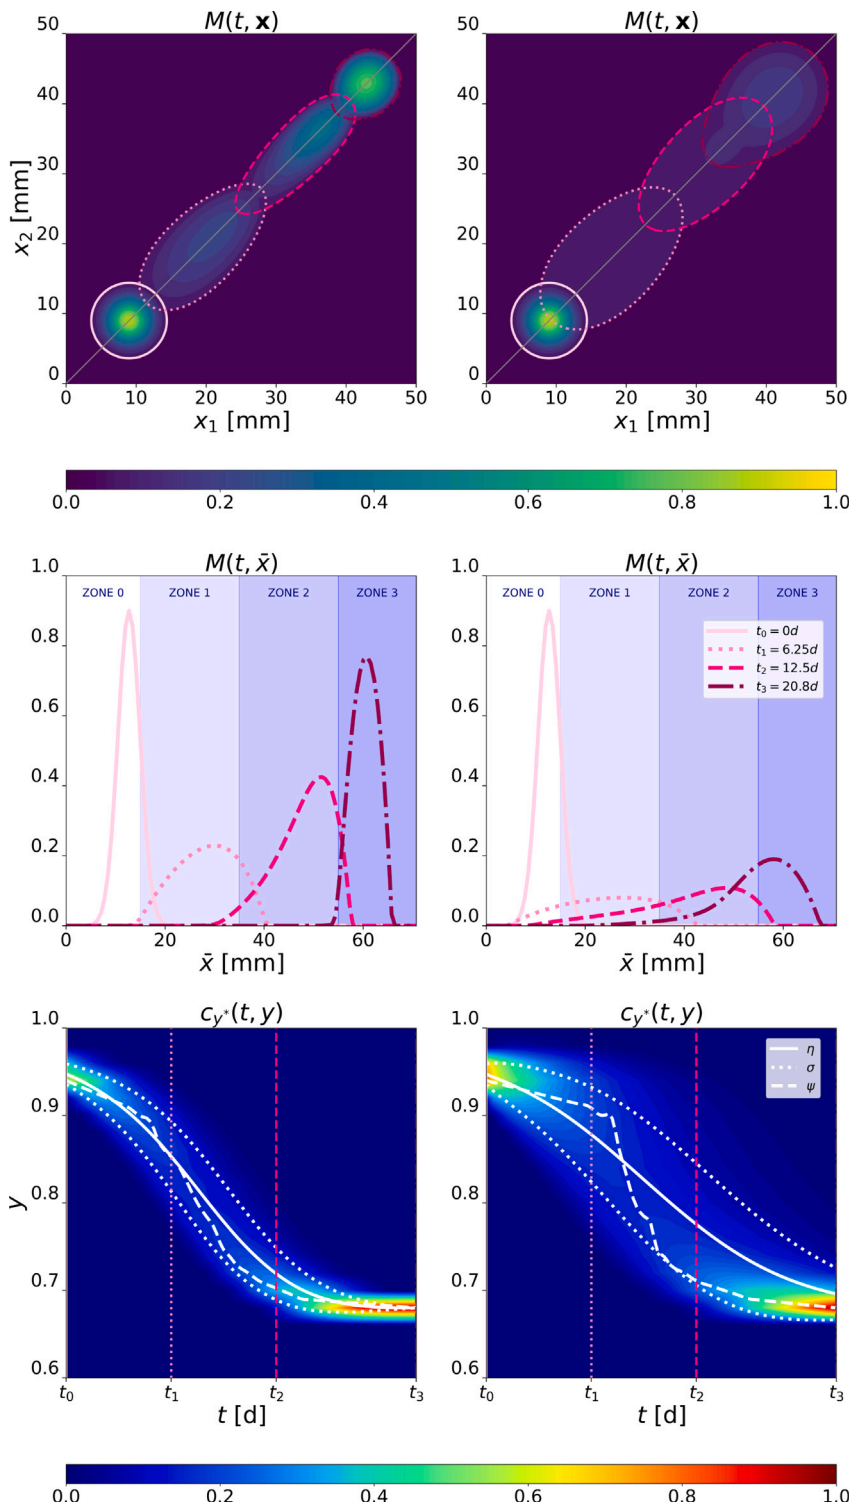 M(t, x) M(t, x)
50 50
40 40
30 30
20 20
10 10
0 0
x₂ [mm]
0 10 20 30 40 50 0 10 20 30 40 50
x₁ [mm] x₁ [mm]
0.0 0.2 0.4 0.6 0.8 1.0
M(t, x̄) M(t, x̄)
1.0 1.0
ZONE 0 ZONE 1 ZONE 2 ZONE 3 ZONE 0 ZONE 1 ZONE 2 ZONE 3
t₀ = 0d
t₁ = 6.25d
t₂ = 12.5d
t₃ = 20.8d
0.8 0.8
0.6 0.6
0.4 0.4
0.2 0.2
0.0 0.0
0 20 40 60 0 20 40 60
x̄ [mm] x̄ [mm]
c_y*(t, y) c_y*(t, y)
1.0 1.0
η
σ
ψ
0.9 0.9
0.8 0.8
0.7 0.7
0.6 0.6
y
t₀ t₁ t₂ t₃ t₀ t₁ t₂ t₃
t [d] t [d]
0.0 0.2 0.4 0.6 0.8 1.0